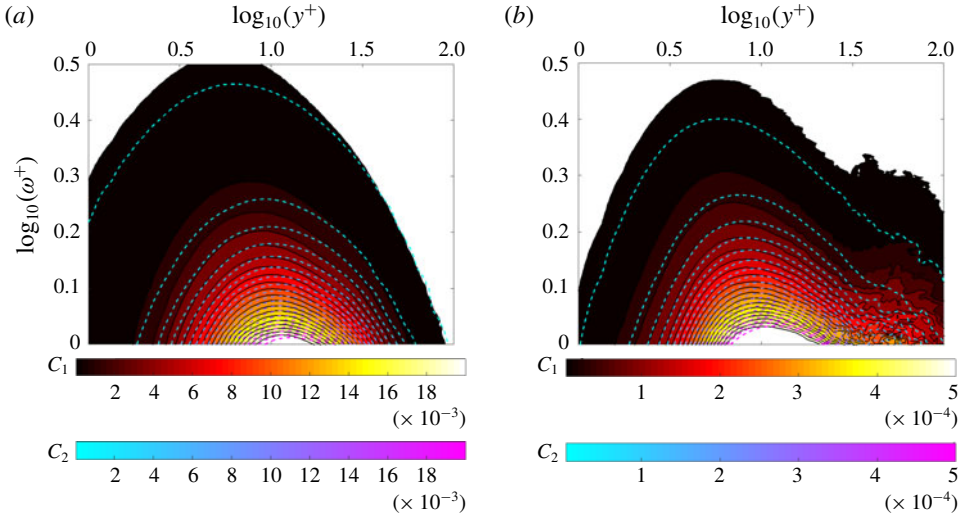 (a) log10(y+) (b) log10(y+)
0 0.5 1.0 1.5 2.0 0 0.5 1.0 1.5 2.0
0.5 0.5
0.4 0.4
0.3 0.3
log10(ω+)
0.2 0.2
0.1 0.1
0 0
C1 C1
2 4 6 8 10 12 14 16 18 1 2 3 4 5
(× 10−3) (× 10−4)
C2 C2
2 4 6 8 10 12 14 16 18 1 2 3 4 5
(× 10−3) (× 10−4)